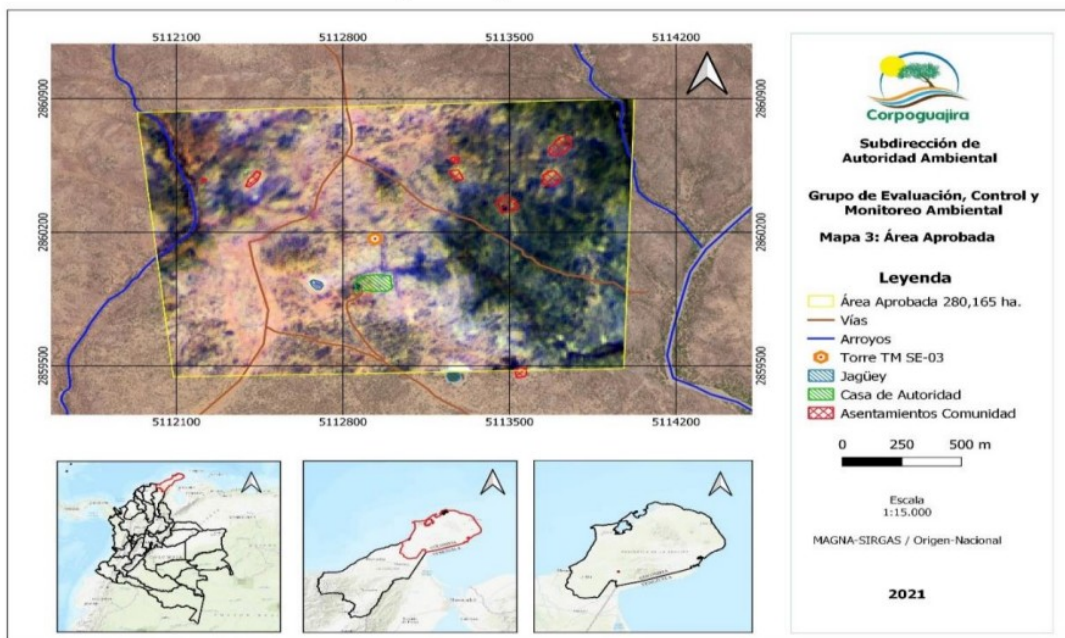 5112100 5112800 5113500 5114200
2860900 2860900
2860200 2860200
2859500 2859500
5112100 5112800 5113500 5114200
Corpoguajira
Subdirección de
Autoridad Ambiental
Grupo de Evaluación, Control y
Monitoreo Ambiental
Mapa 3: Área Aprobada
Leyenda
Área Aprobada 280,165 ha.
Vías
Arroyos
Torre TM SE-03
Jagüey
Casa de Autoridad
Asentamientos Comunidad
0 250 500 m
Escala
1:15.000
MAGNA-SIRGAS / Origen-Nacional
2021